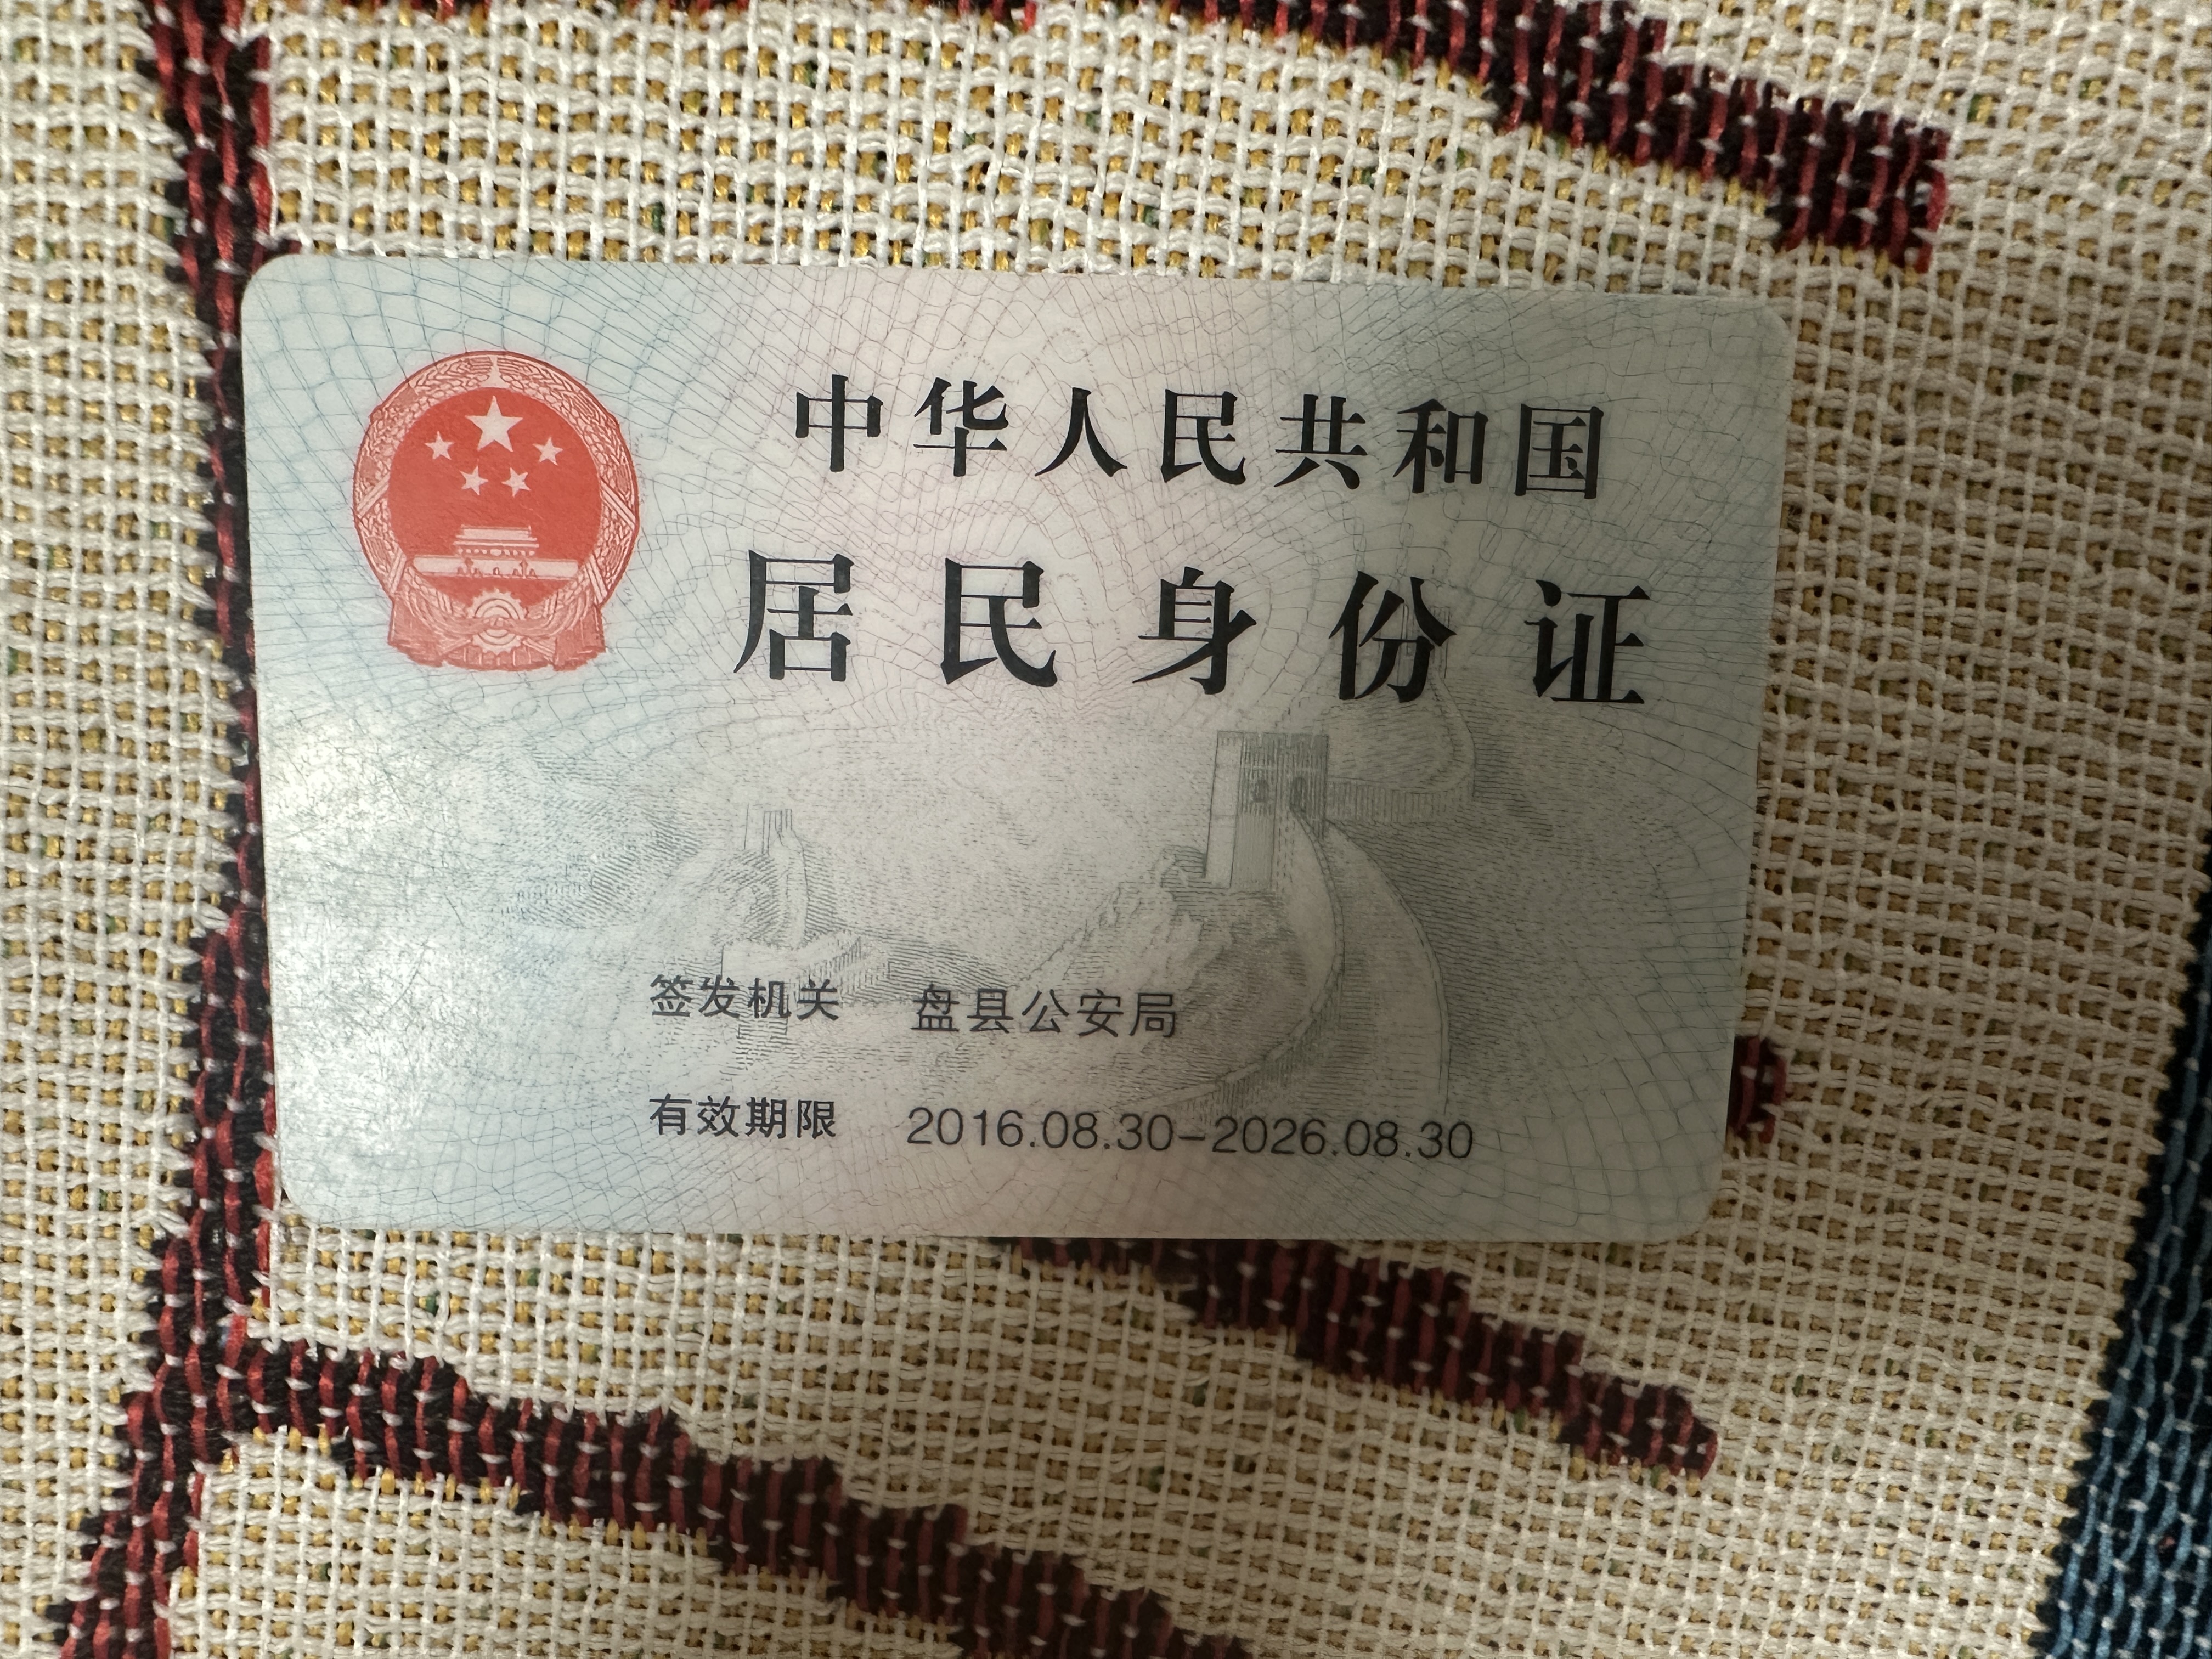 中华人民共和国
居民身份证
签发机关 盘县公安局
有效期限 2016.08.30-2026.08.30